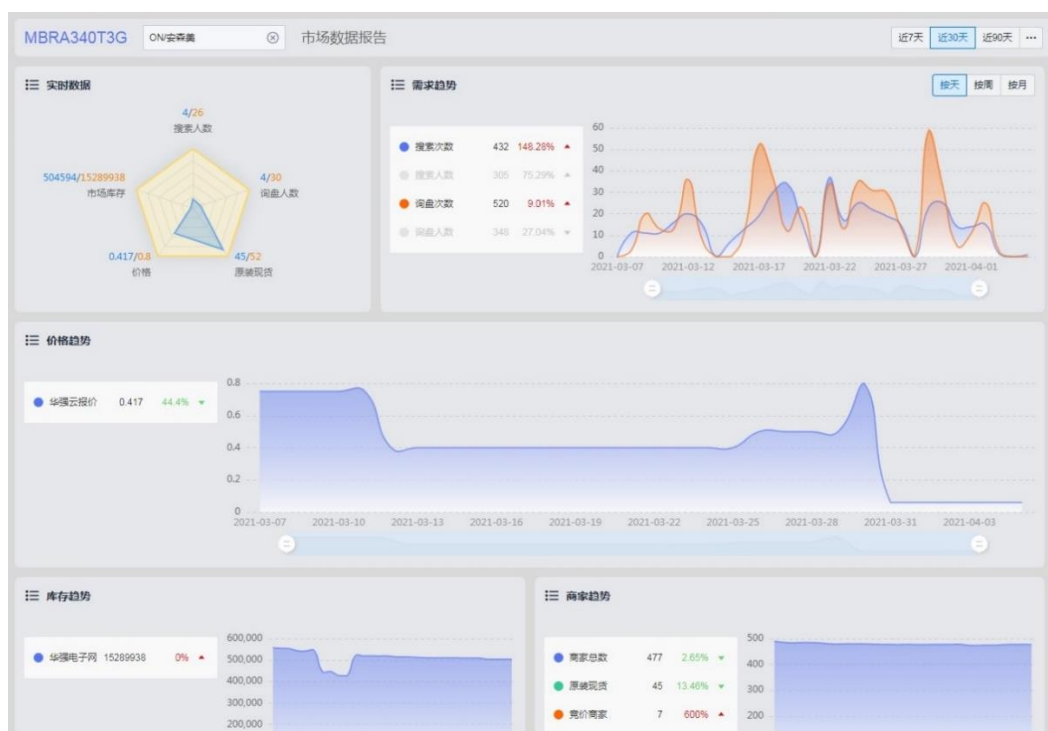 MBRA340T3G ON/安森美 市场数据报告 近7天 近30天 近90天 ...
实时数据
4/26
搜索人数
504594/15289938
市场库存
4/30
询盘人数
0.417/0.8
价格
45/52
原装现货
需求趋势 按天 按周 按月
搜索次数 432 148.28%
搜索人数 305 75.29%
询盘次数 520 9.01%
询盘人数 348 27.04%
60
50
40
30
20
10
0
2021-03-07 2021-03-12 2021-03-17 2021-03-22 2021-03-27 2021-04-01
价格趋势
华强云报价 0.417 44.4%
0.8
0.6
0.4
0.2
0
2021-03-07 2021-03-10 2021-03-13 2021-03-16 2021-03-19 2021-03-22 2021-03-25 2021-03-28 2021-03-31 2021-04-03
库存趋势
华强电子网 15289938 0%
600,000
500,000
400,000
300,000
200,000
商家趋势
商家总数 477 2.65%
原装现货 45 13.46%
竞价商家 7 600%
500
400
300
200